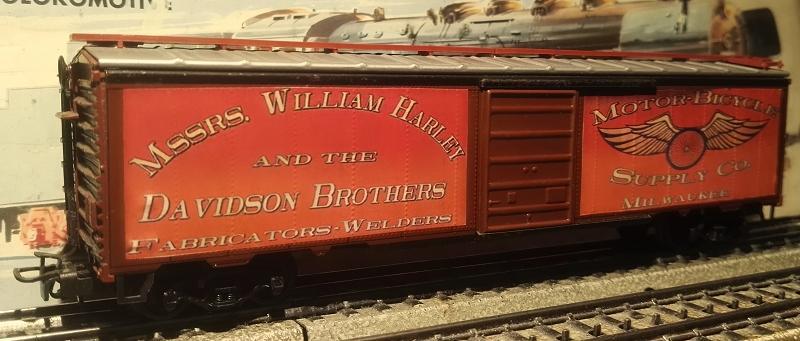 Mssrs. William Harley
and the
Davidson Brothers
Fabricators-Welders
Motor-Bicycle
Supply Co.
Milwaukee